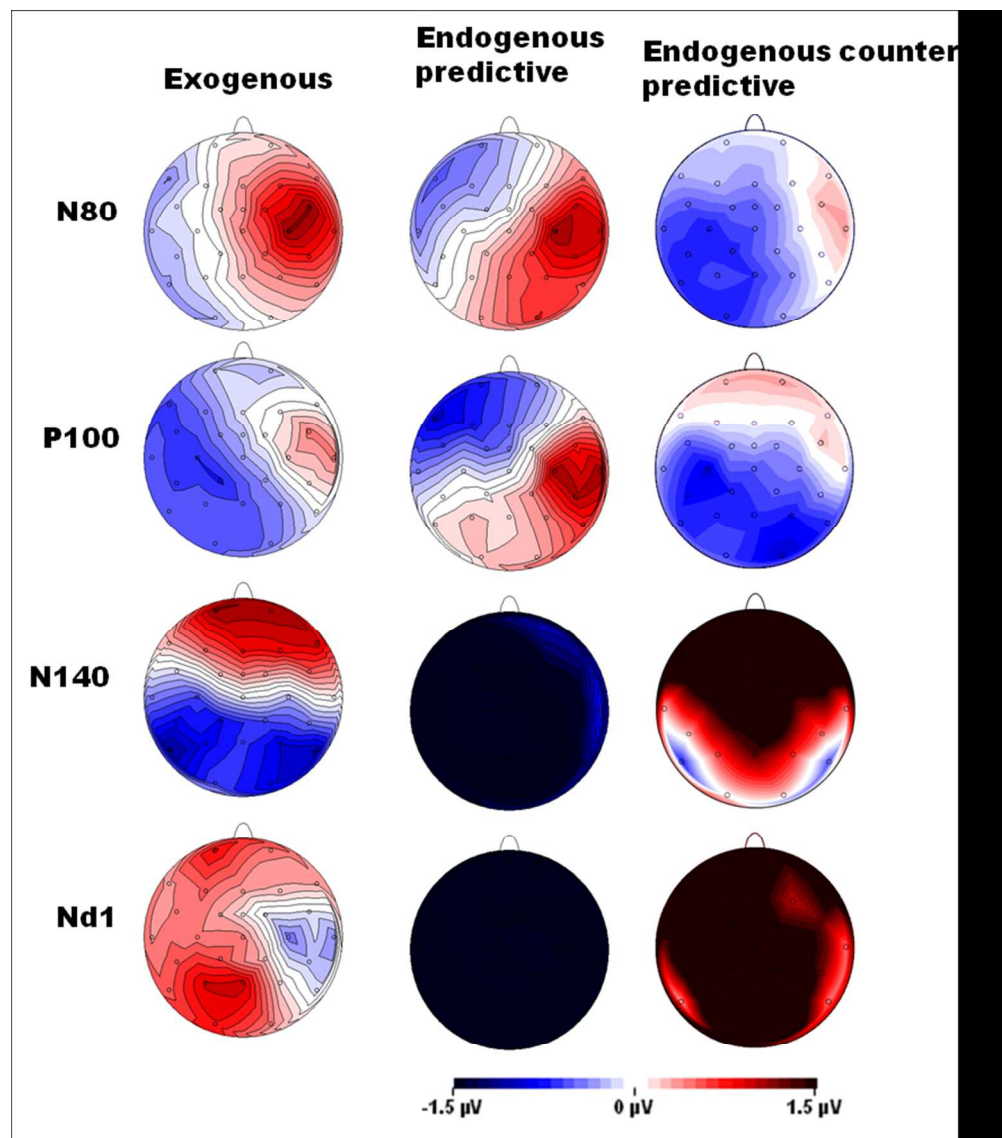 Exogenous
Endogenous
predictive
Endogenous counter
predictive
N80
P100
N140
Nd1
-1.5 µV
0 µV
1.5 µV